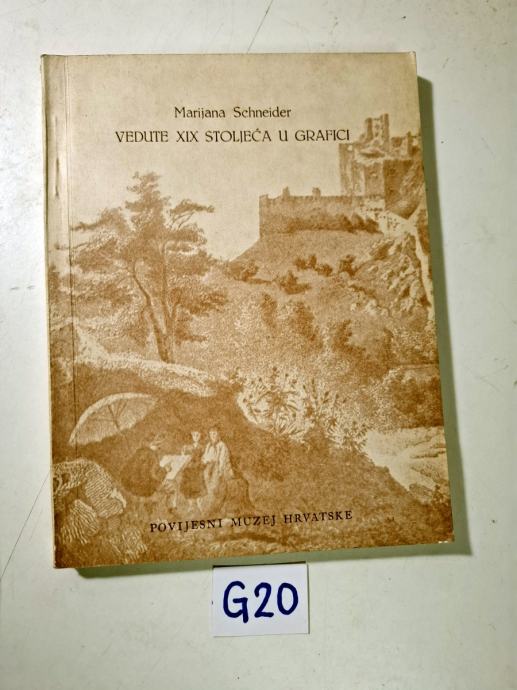 Marijana Schneider
VEDUTE XIX STOLJEĆA U GRAFICI
POVIJESNI MUZEJ HRVATSKE
G20